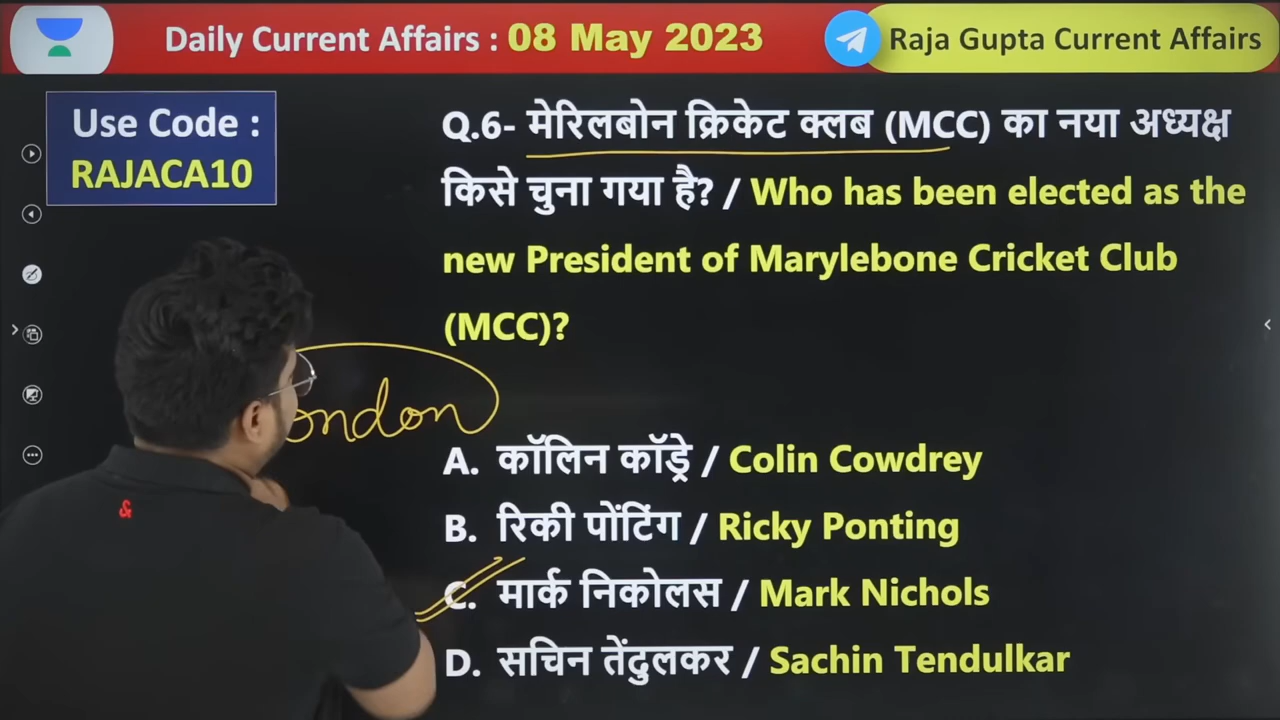 Daily Current Affairs : 08 May 2023
Raja Gupta Current Affairs
Use Code :
RAJACA10
Q.6- मेरिलबोन क्रिकेट क्लब (MCC) का नया अध्यक्ष
किसे चुना गया है? / Who has been elected as the
new President of Marylebone Cricket Club
(MCC)?
ondon
A. कॉलिन कॉड्रे / Colin Cowdrey
B. रिकी पोंटिंग / Ricky Ponting
C. मार्क निकोलस / Mark Nichols
D. सचिन तेंदुलकर / Sachin Tendulkar